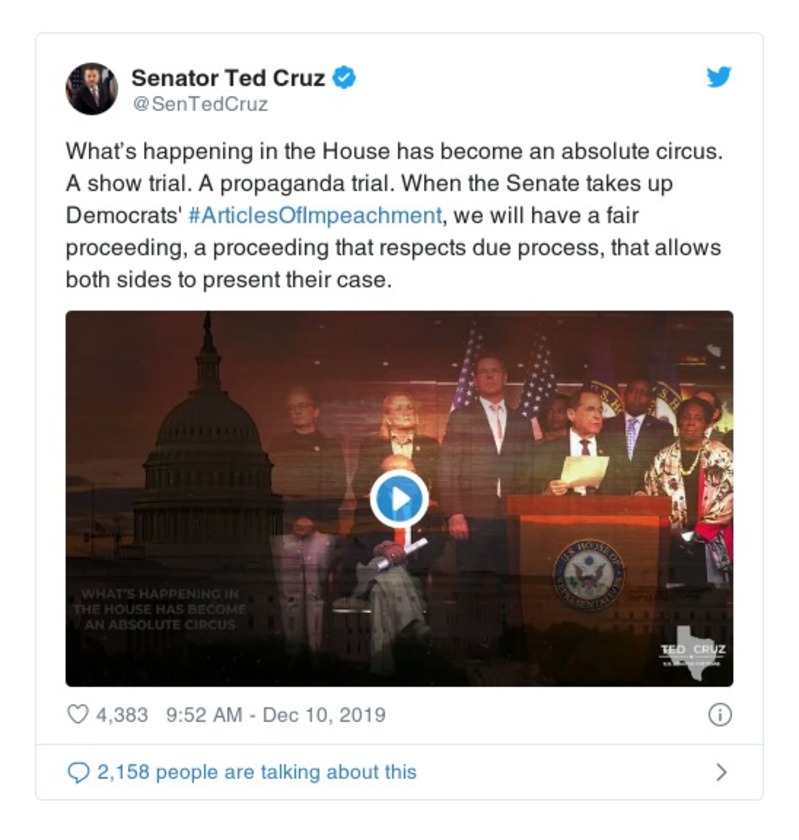 Senator Ted Cruz
@SenTedCruz
What's happening in the House has become an absolute circus.
A show trial. A propaganda trial. When the Senate takes up
Democrats' #ArticlesOfImpeachment, we will have a fair
proceeding, a proceeding that respects due process, that allows
both sides to present their case.
WHAT'S HAPPENING IN
THE HOUSE HAS BECOME
AN ABSOLUTE CIRCUS
U.S. HOUSE OF
REPRESENTATIVES
TED CRUZ
4,383 9:52 AM - Dec 10, 2019
2,158 people are talking about this